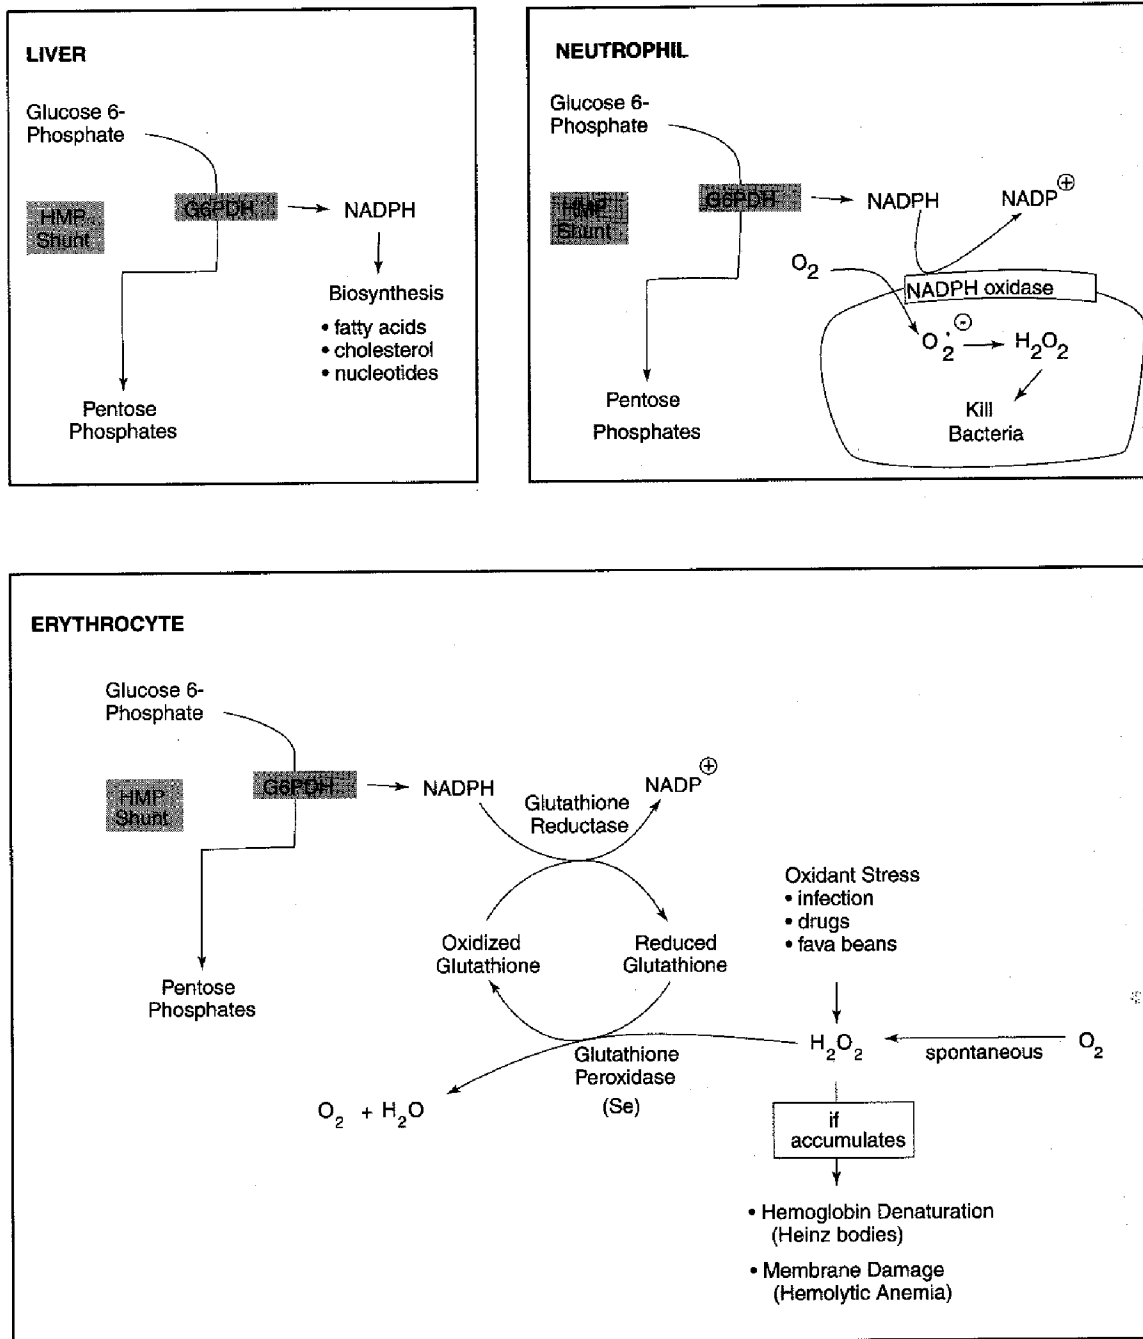 LIVER
Glucose 6-
Phosphate
HMP
Shunt
G6PDH
NADPH
Biosynthesis
• fatty acids
• cholesterol
• nucleotides
Pentose
Phosphates
NEUTROPHIL
Glucose 6-
Phosphate
HMP
Shunt
G6PDH
NADPH
NADP⊕
O₂
NADPH oxidase
O₂·⊖
H₂O₂
Kill
Bacteria
Pentose
Phosphates
ERYTHROCYTE
Glucose 6-
Phosphate
HMP
Shunt
G6PDH
NADPH
NADP⊕
Glutathione
Reductase
Oxidized
Glutathione
Reduced
Glutathione
Pentose
Phosphates
Oxidant Stress
• infection
• drugs
• fava beans
H₂O₂
spontaneous
O₂
Glutathione
Peroxidase
(Se)
O₂ + H₂O
if
accumulates
• Hemoglobin Denaturation
(Heinz bodies)
• Membrane Damage
(Hemolytic Anemia)